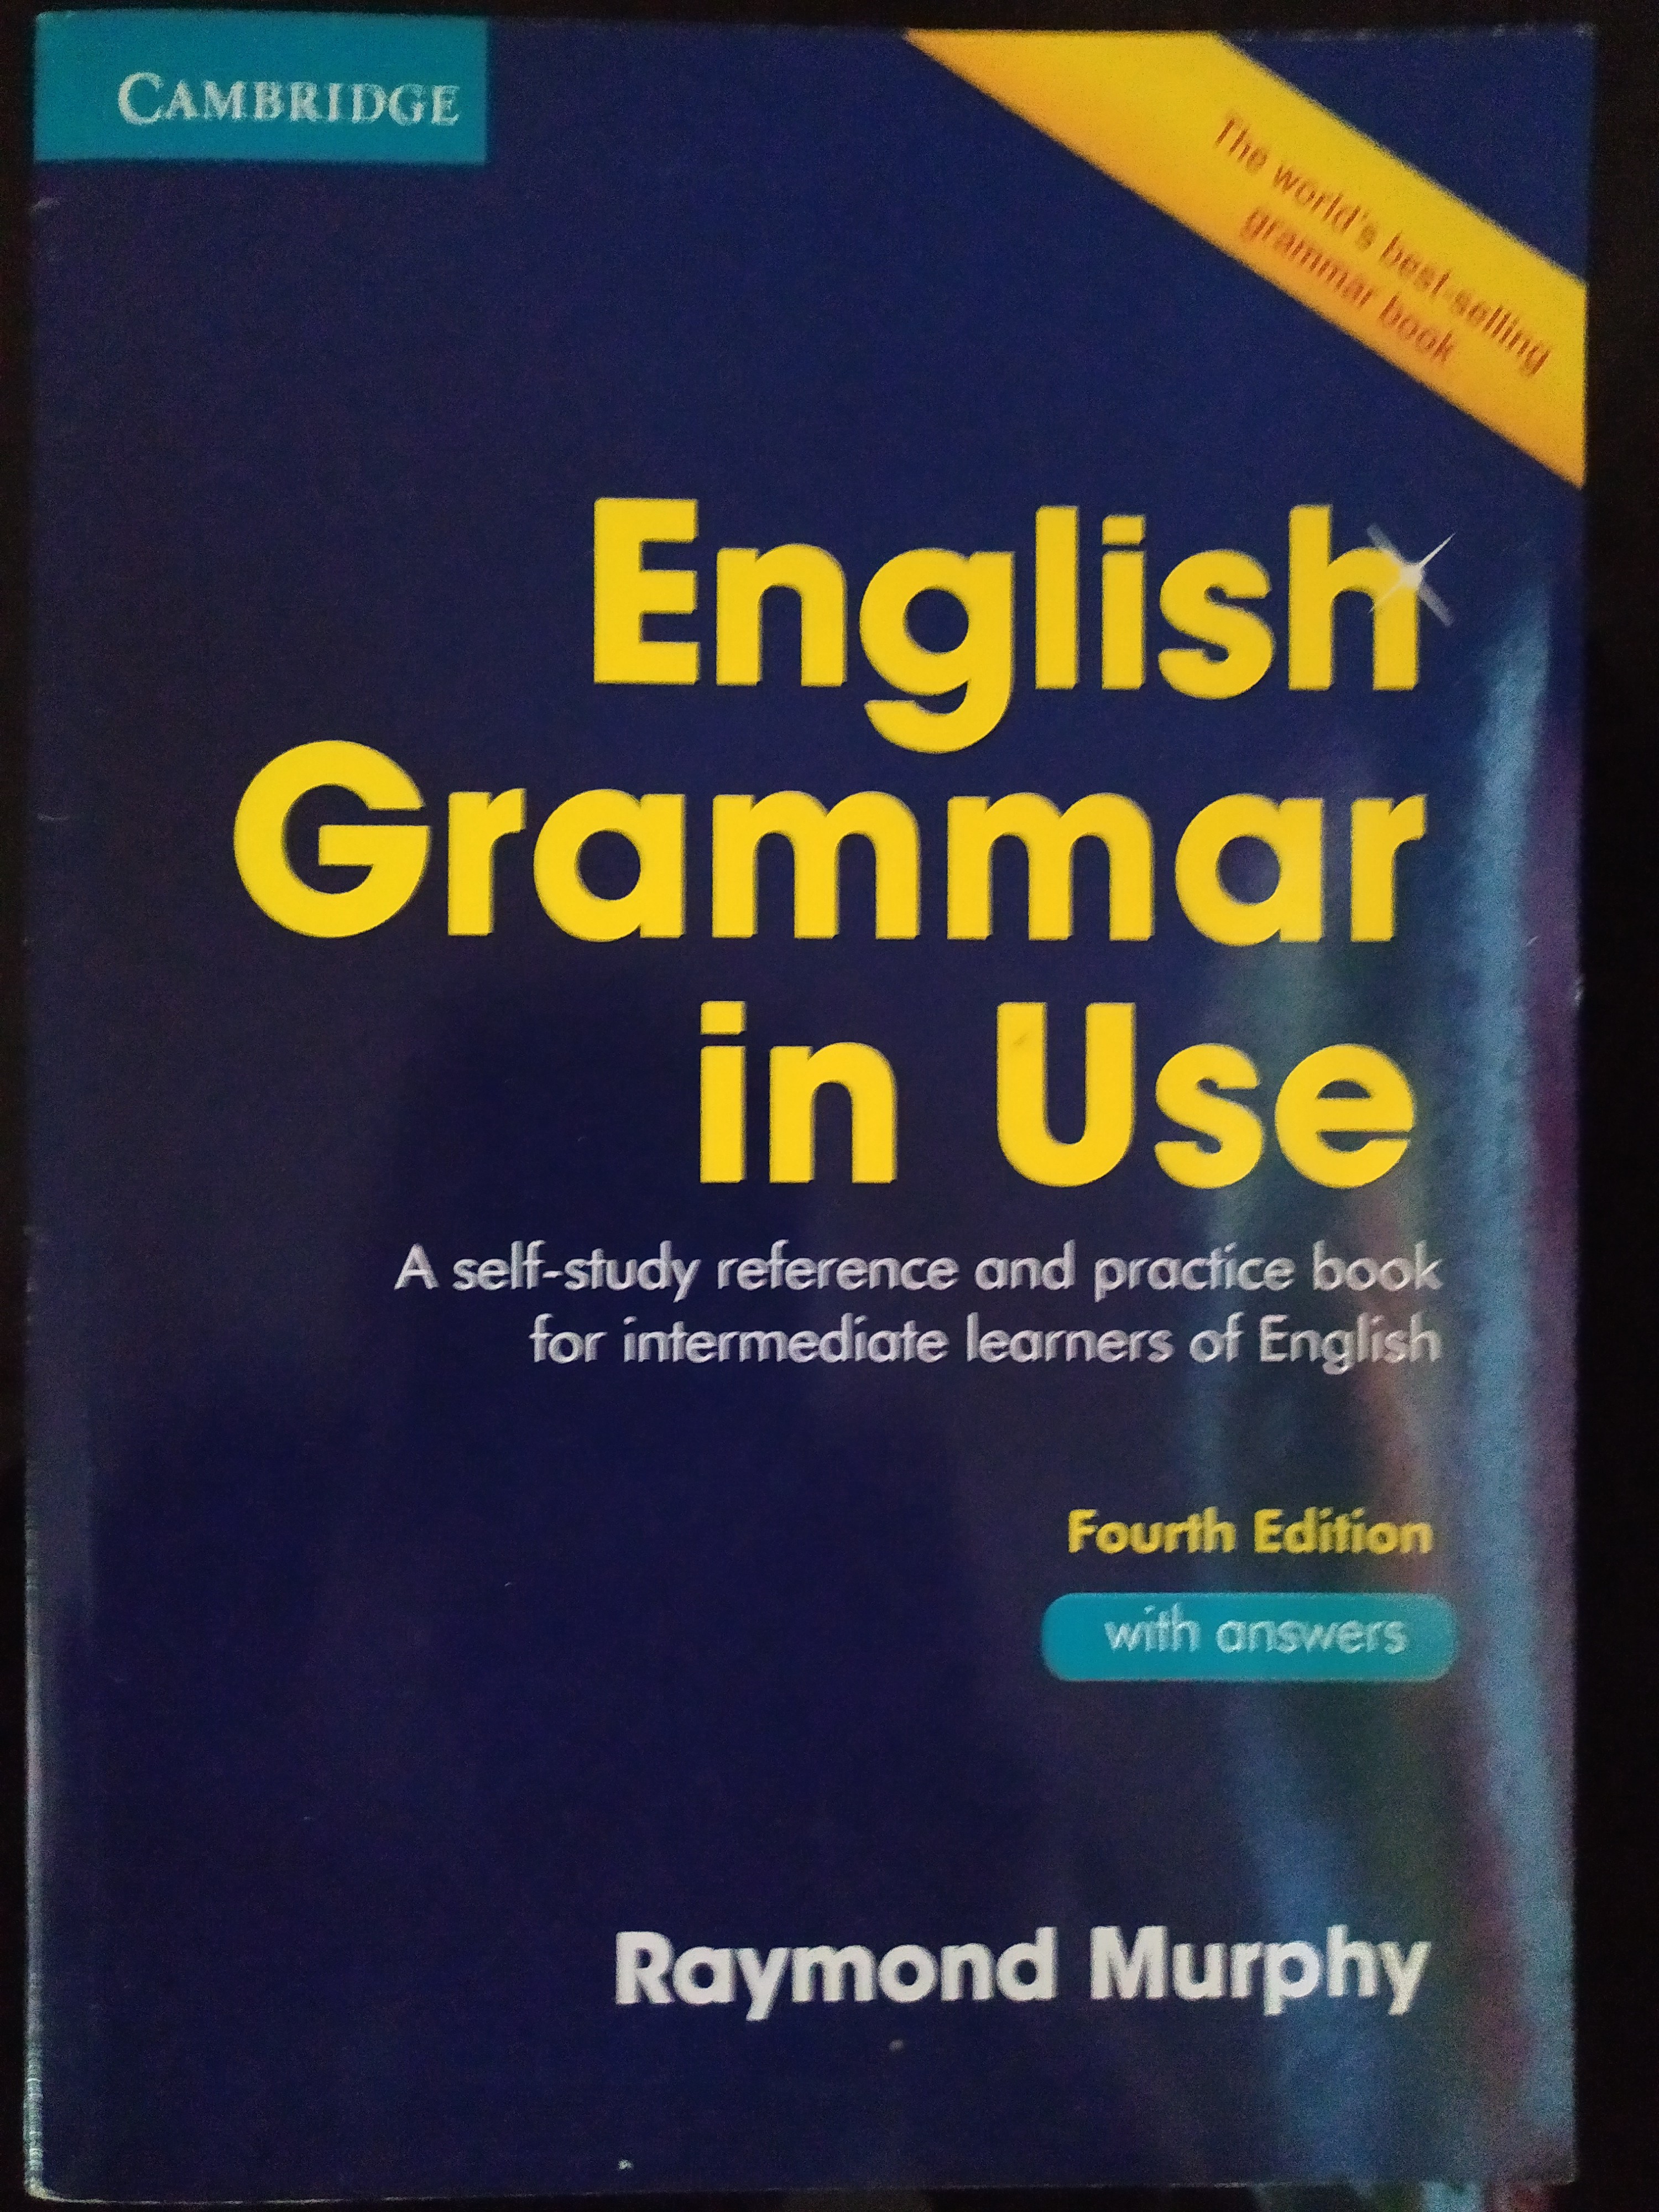 CAMBRIDGE
The world's best-selling
grammar book
English
Grammar
in Use
A self-study reference and practice book
for intermediate learners of English
Fourth Edition
with answers
Raymond Murphy